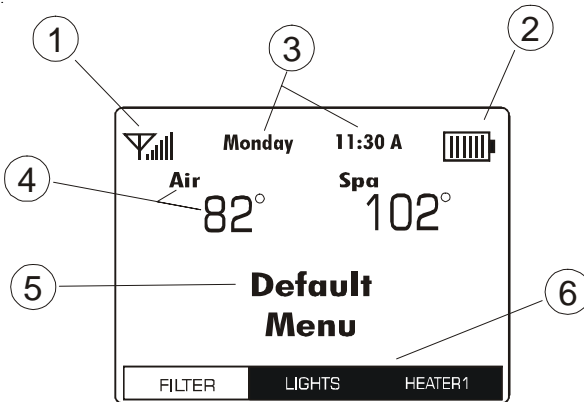 1
2
3
Monday 11:30 A
4
Air Spa
82° 102°
5
Default
Menu
6
FILTER LIGHTS HEATER1